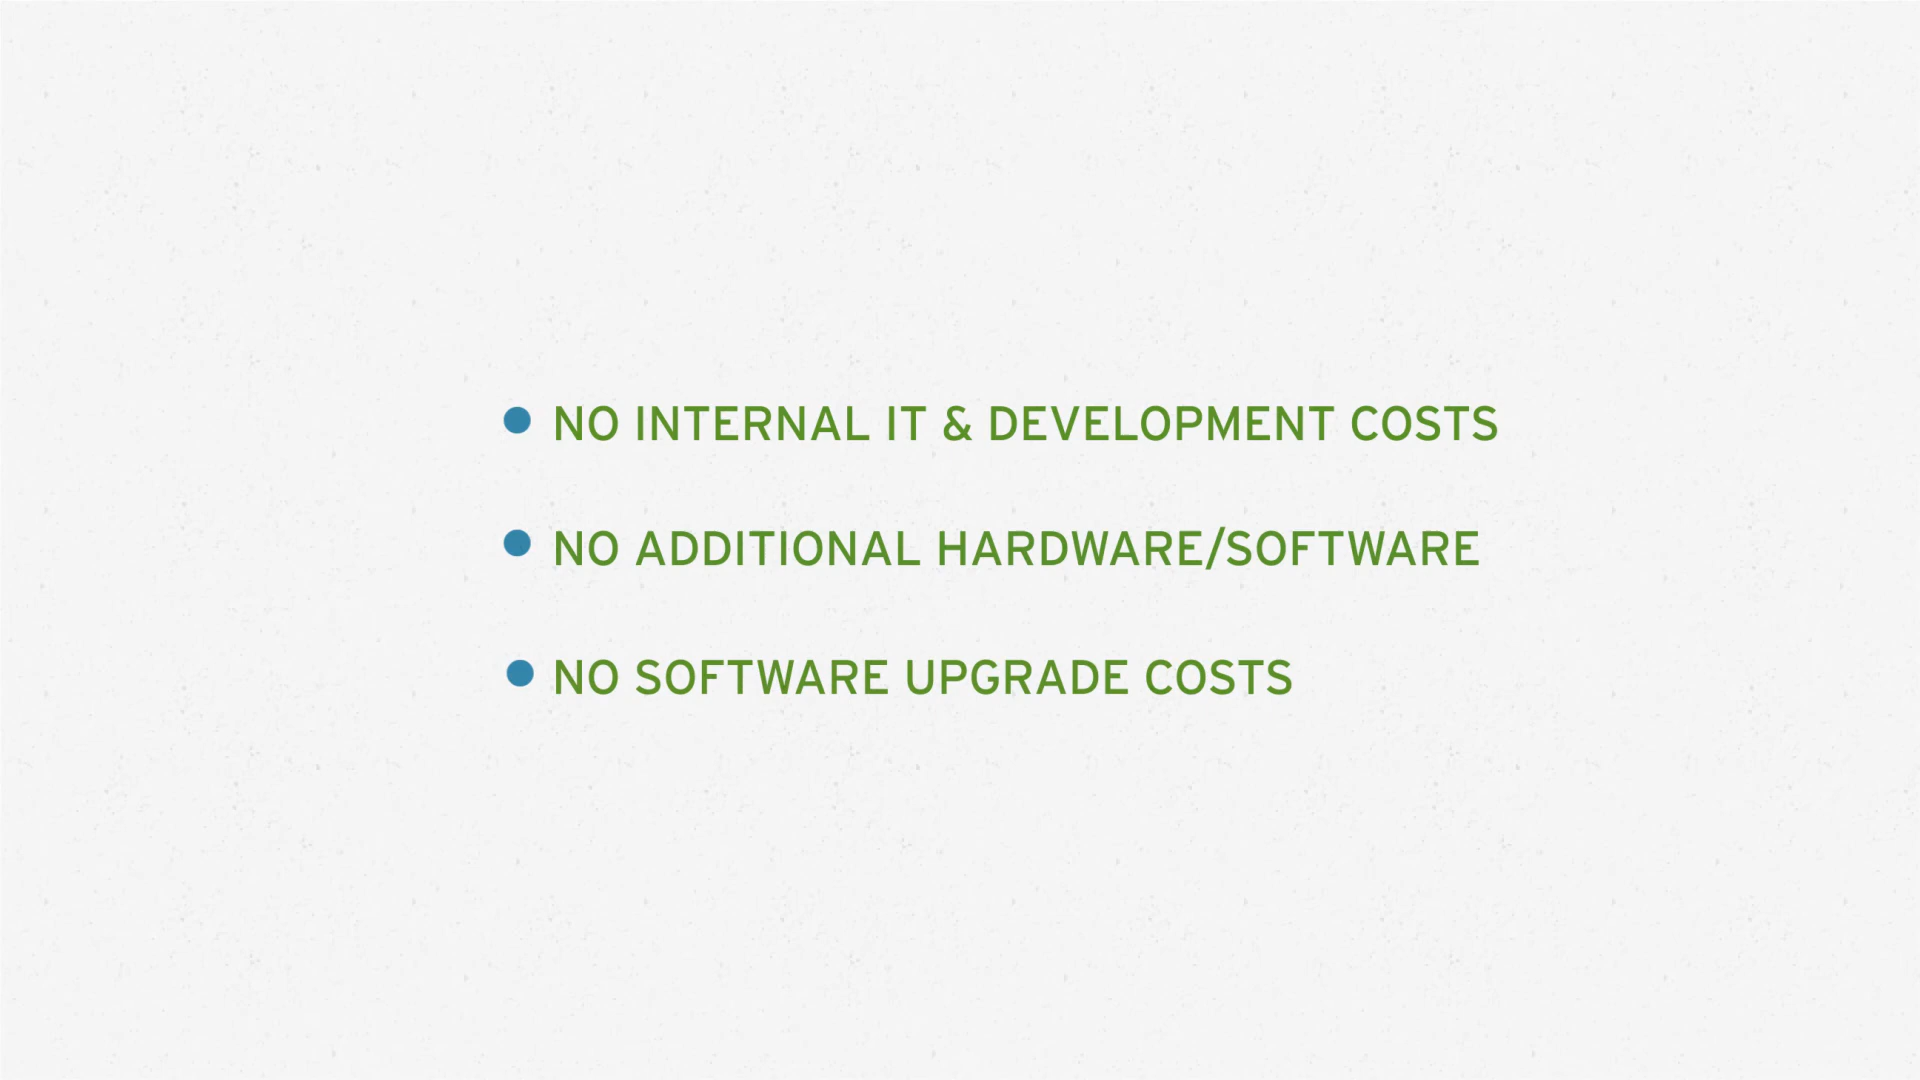 NO INTERNAL IT & DEVELOPMENT COSTS
NO ADDITIONAL HARDWARE/SOFTWARE
NO SOFTWARE UPGRADE COSTS